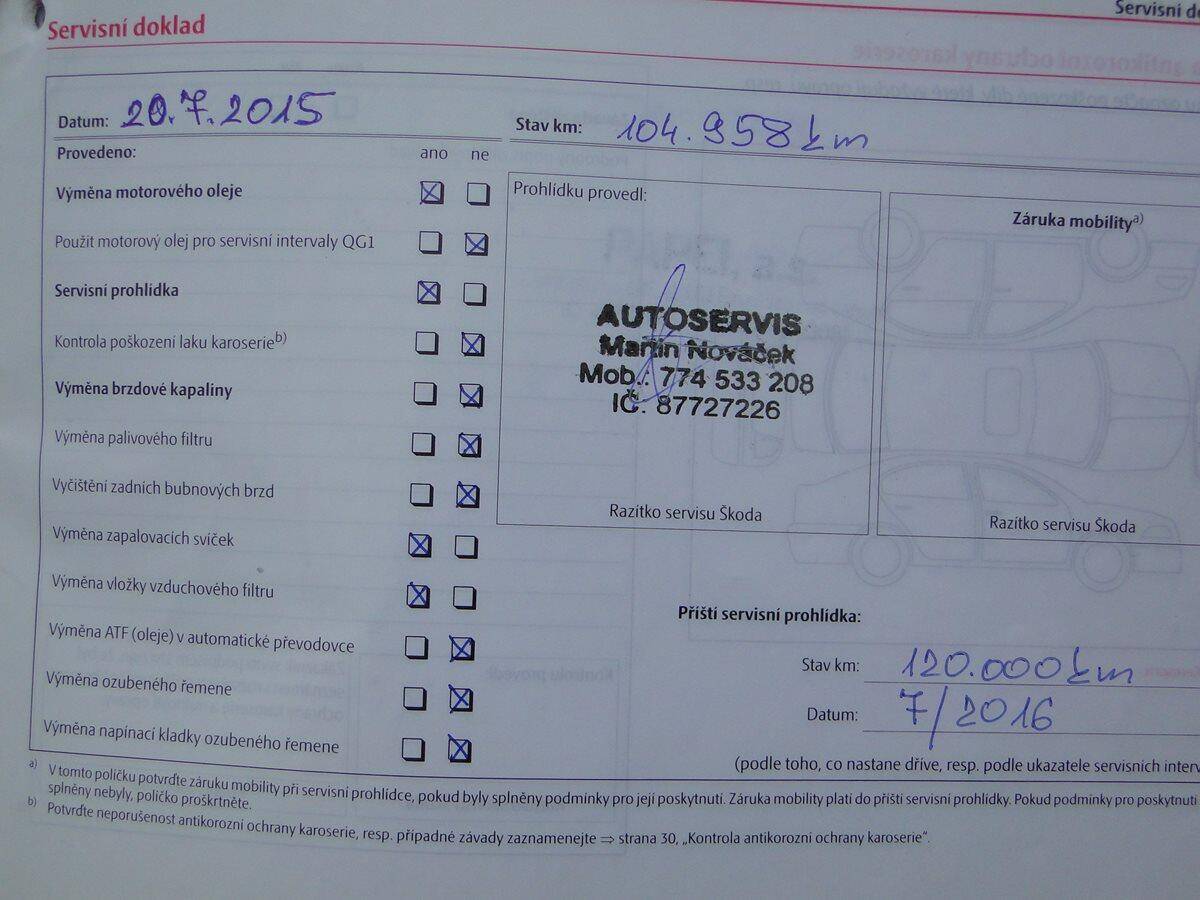 Servisní
Servisní doklad
Datum: 20.7.2015
Stav km: 104.958 km
Provedeno: ano ne
Výměna motorového oleje
Použit motorový olej pro servisní intervaly QG1
Servisní prohlídka
Kontrola poškození laku karoserie b)
Výměna brzdové kapaliny
Výměna palivového filtru
Vyčištění zadních bubnových brzd
Výměna zapalovacích svíček
Výměna vložky vzduchového filtru
Výměna ATF (oleje) v automatické převodovce
Výměna ozubeného řemene
Výměna napínací kladky ozubeného řemene
Prohlídku provedl:
AUTOSERVIS
Martin Nováček
Mob.: 774 533 208
IČ: 87727226
Razítko servisu Škoda
Záruka mobility a)
Razítko servisu Škoda
Příští servisní prohlídka:
Stav km: 120.000 km
Datum: 7/2016
(podle toho, co nastane dříve, resp. podle ukazatele servisních
a) V tomto políčku potvrďte záruku mobility při servisní prohlídce, pokud byly splněny podmínky pro její poskytnutí. Záruka mobility platí do příští servisní prohlídky. Pokud podmínky pro poskytnutí
splněny nebyly, políčko proškrtněte.
b) Potvrďte neporušenost antikorozní ochrany karoserie, resp. případné závady zaznamenejte ⇒ strana 30, „Kontrola antikorozní ochrany karoserie“.